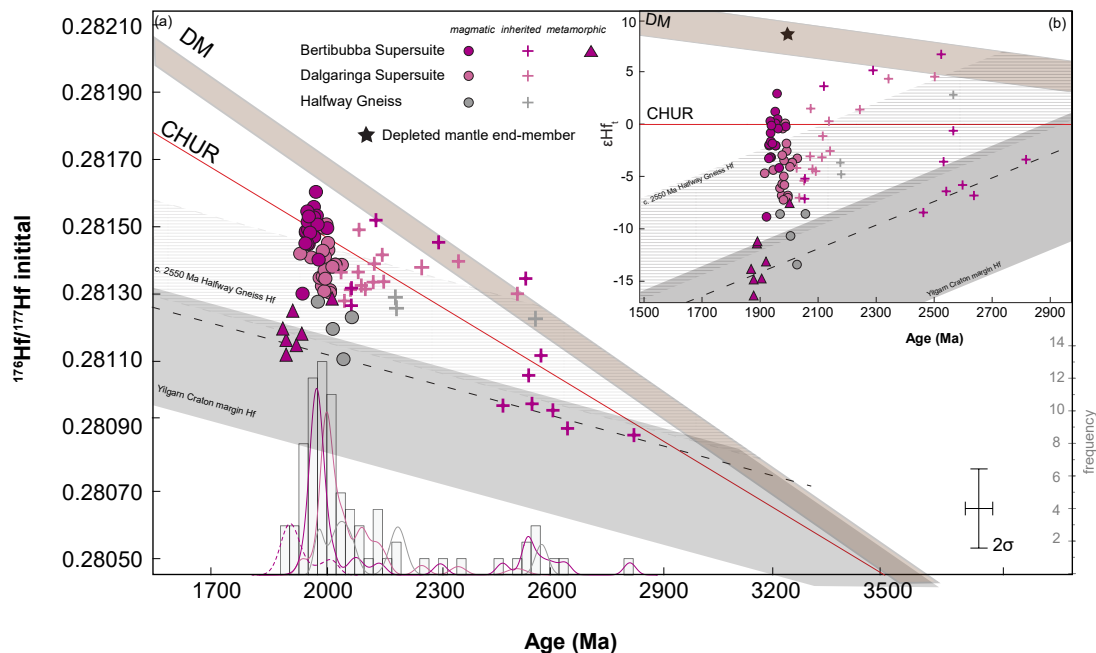 (a)
magmatic inherited metamorphic
Bertibubba Supersuite
Dalgaringa Supersuite
Halfway Gneiss
Depleted mantle end-member
DM
CHUR
c. 2550 Ma Halfway Gneiss Hf
Yilgarn Craton margin Hf
¹⁷⁶Hf/¹⁷⁷Hf initital
0.28210
0.28190
0.28170
0.28150
0.28130
0.28110
0.28090
0.28070
0.28050
1700 2000 2300 2600 2900 3200 3500
Age (Ma)
(b)
DM
CHUR
c. 2550 Ma Halfway Gneiss Hf
Yilgarn Craton margin Hf
εHfₜ
10
5
0
-5
-10
-15
1500 1700 1900 2100 2300 2500 2700 2900
Age (Ma)
14
12
10
8
6
4
2
frequency
2σ